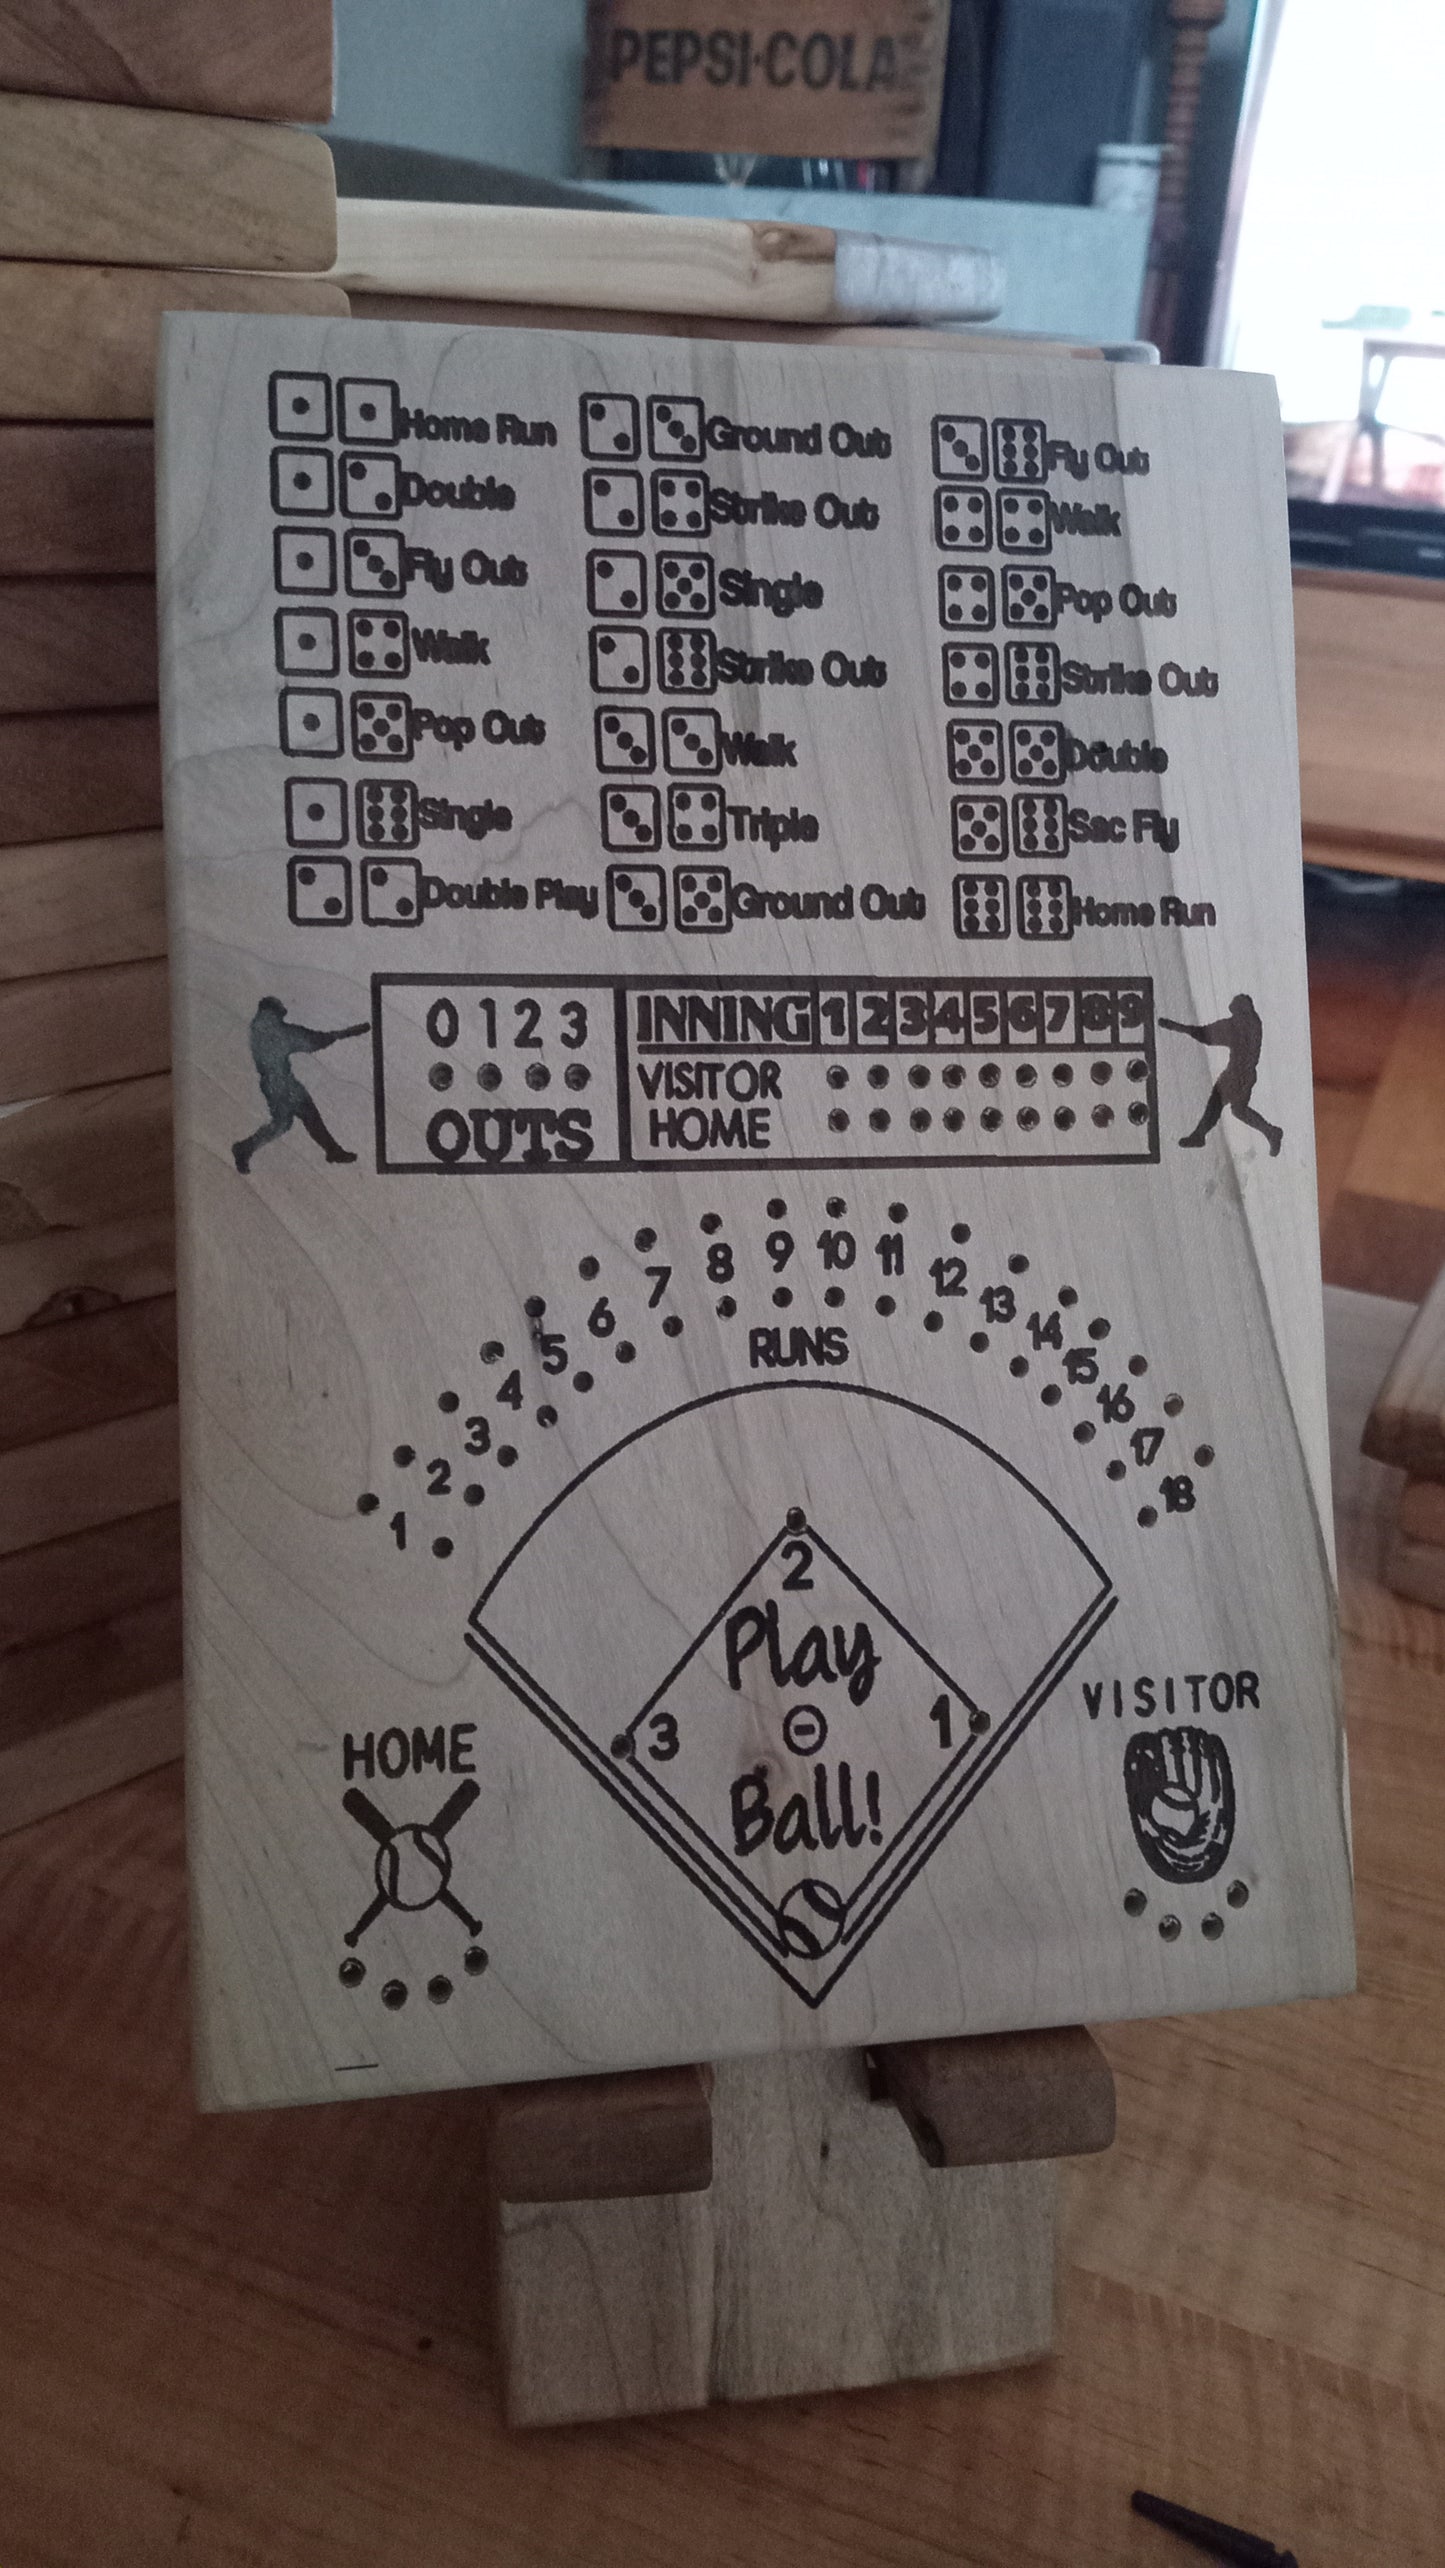 PEPSI·COLA
Home Run
Double
Fly Out
Walk
Pop Out
Single
Double Play
Ground Out
Strike Out
Single
Strike Out
Walk
Triple
Ground Out
Fly Out
Walk
Pop Out
Strike Out
Double
Sac Fly
Home Run
0 1 2 3
OUTS
INNING 1 2 3 4 5 6 7 8 9
VISITOR
HOME
1 2 3 4 5 6 7 8 9 10 11 12 13 14 15 16 17 18
RUNS
2
Play
3 1
Ball!
HOME
VISITOR